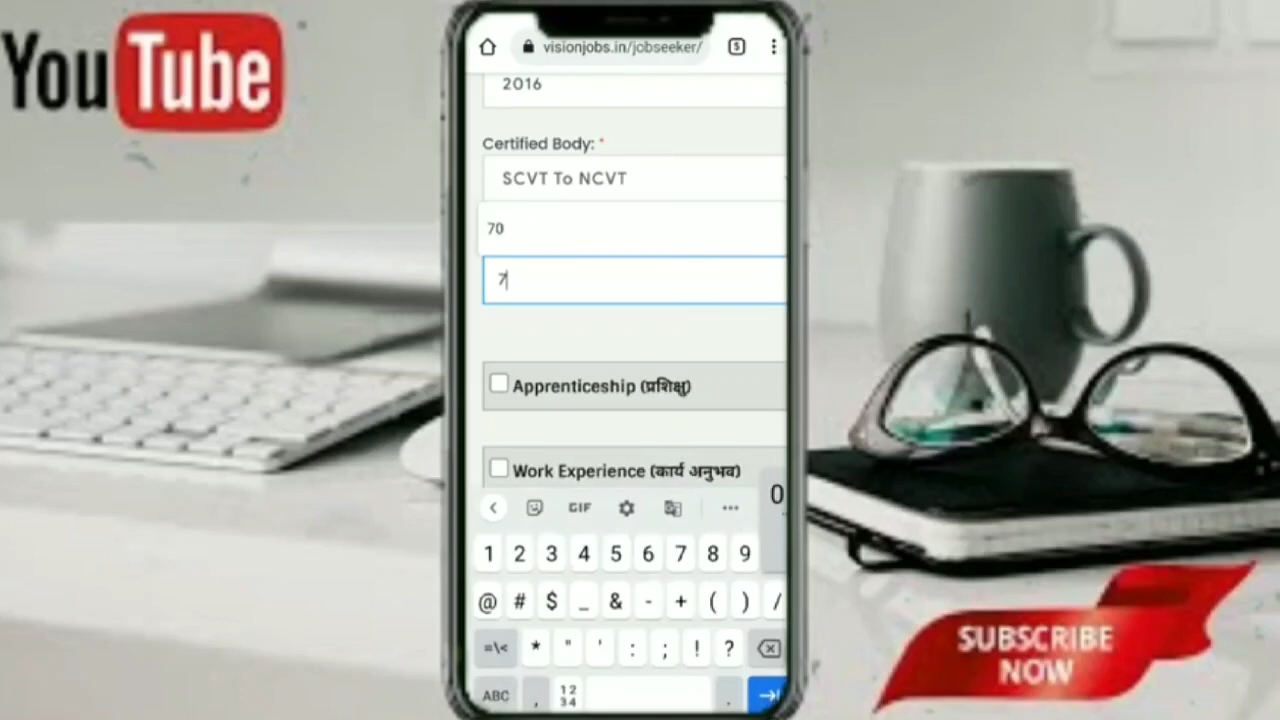 YouTube
visionjobs.in/jobseeker/
$
2016
Certified Body: *
SCVT To NCVT
70
7
Apprenticeship (प्रशिक्षु)
Work Experience (कार्य अनुभव)
0
GIF
1 2 3 4 5 6 7 8 9
@ # $ _ & - + ( ) /
=\< * " ' : ; ! ?
ABC , 12 34 .
SUBSCRIBE
NOW